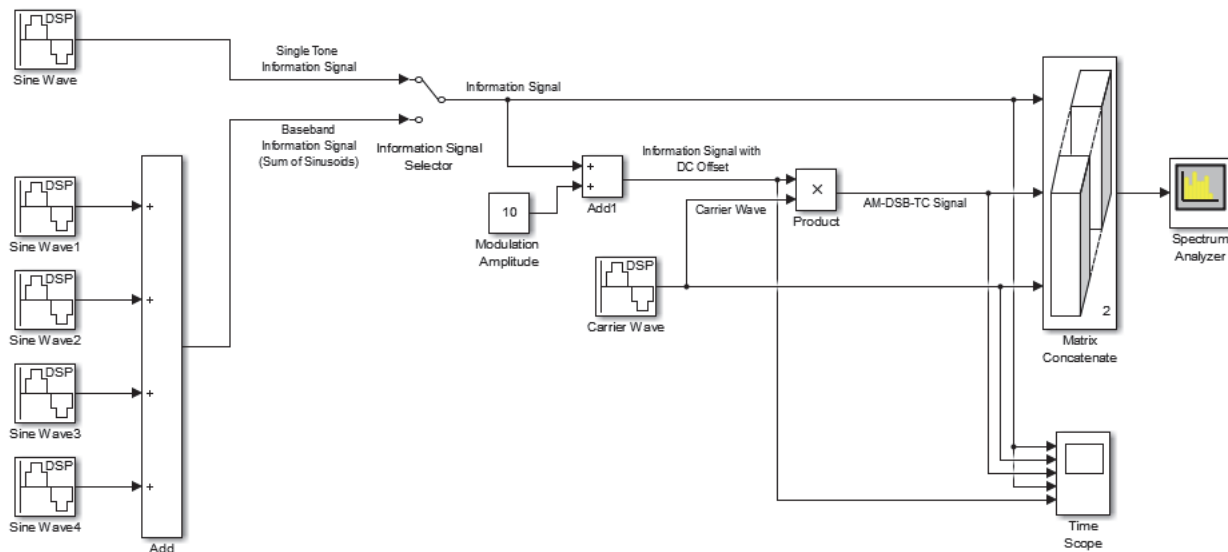 DSP
Sine Wave
Single Tone
Information Signal
Information Signal
Baseband
Information Signal
(Sum of Sinusoids)
Information Signal
Selector
DSP
+
Sine Wave1
DSP
+
Sine Wave2
DSP
+
Sine Wave3
DSP
+
Sine Wave4
Add
+
+
Add1
10
Modulation
Amplitude
Information Signal with
DC Offset
Carrier Wave
×
Product
AM-DSB-TC Signal
DSP
Carrier Wave
2
Matrix
Concatenate
Spectrum
Analyzer
Time
Scope